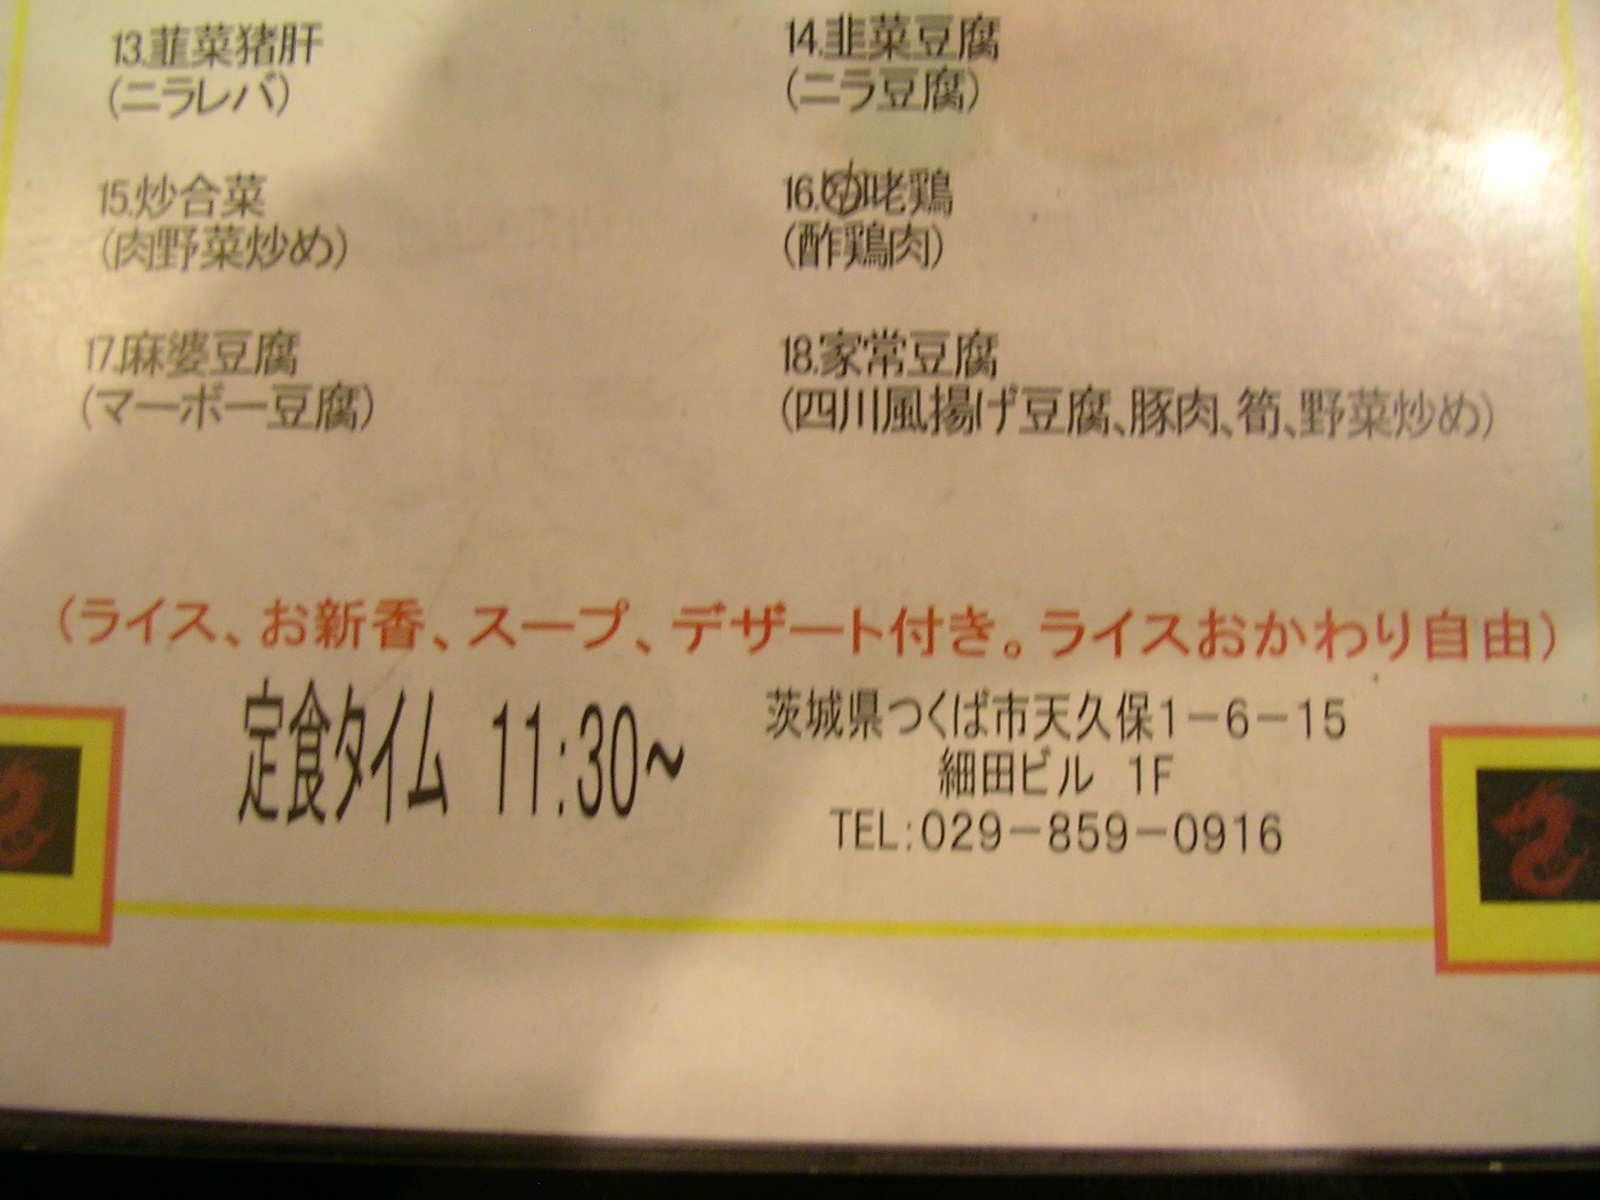 13.韮菜猪肝
(ニラレバ)
14.韭菜豆腐
(ニラ豆腐)
15.炒合菜
(肉野菜炒め)
16.咾鶏
(酢鶏肉)
17.麻婆豆腐
(マーボー豆腐)
18.家常豆腐
(四川風揚げ豆腐、豚肉、筍、野菜炒め)
(ライス、お新香、スープ、デザート付き。ライスおかわり自由)
定食タイム 11:30~
茨城県つくば市天久保1-6-15
細田ビル 1F
TEL:029-859-0916